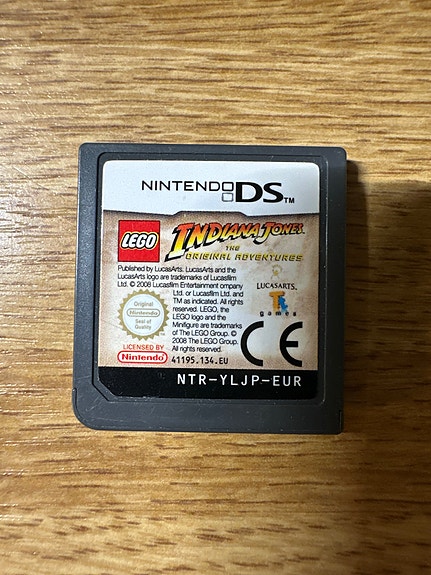 NINTENDO DS™
LEGO
INDIANA JONES
THE
ORIGINAL ADVENTURES
Published by LucasArts. LucasArts and the
LucasArts logo are trademarks of Lucasfilm
Ltd. © 2008 Lucasfilm Entertainment company
Ltd. or Lucasfilm Ltd. and
TM as indicated. All rights
reserved. LEGO, the
LEGO logo and the
Minifigure are trademarks
of The LEGO Group. ©
2008 The LEGO Group.
All rights reserved.
LUCASARTS.
games
Original
Nintendo
Seal of
Quality
LICENSED BY
Nintendo
41195.134.EU
CE
NTR-YLJP-EUR